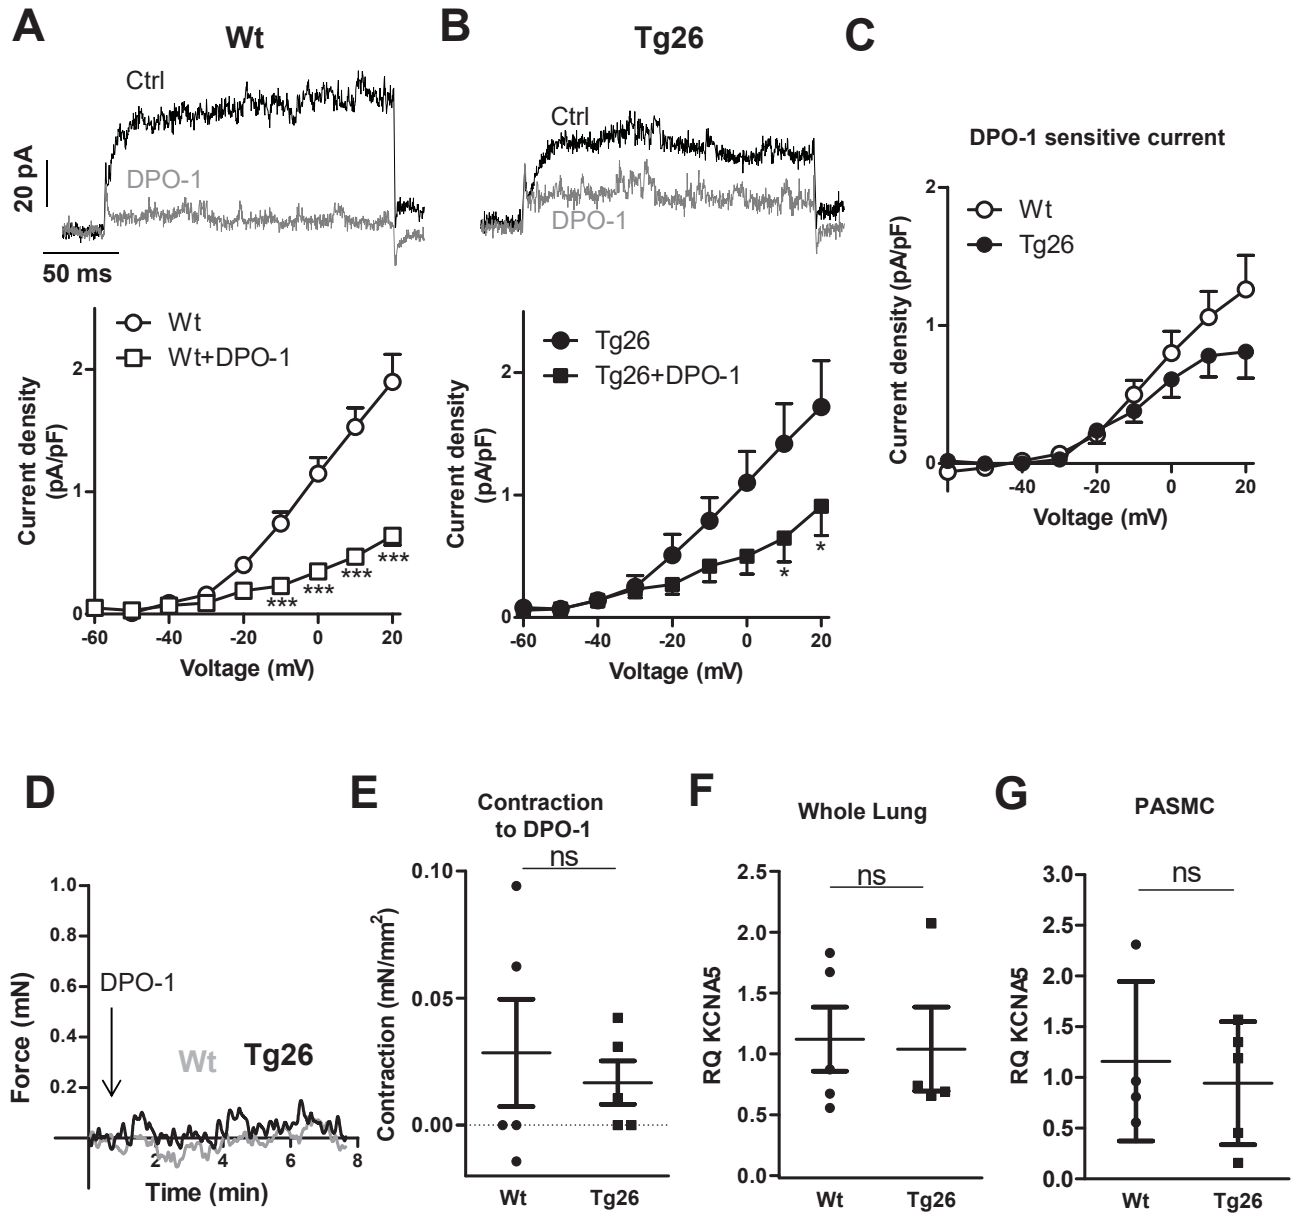 A
Wt
Ctrl
DPO-1
20 pA
50 ms
Wt
Wt+DPO-1
Current density
(pA/pF)
2
1
0
***
***
***
***
-60
-40
-20
0
20
Voltage (mV)
B
Tg26
Ctrl
DPO-1
Tg26
Tg26+DPO-1
Current density
(pA/pF)
2
1
0
*
*
-60
-40
-20
0
20
Voltage (mV)
C
DPO-1 sensitive current
Wt
Tg26
Current density (pA/pF)
2
1
0
-40
-20
0
20
Voltage (mV)
D
Force (mN)
1.0
0.8
0.6
0.4
0.2
DPO-1
Wt
Tg26
2
4
6
8
Time (min)
E
Contraction
to DPO-1
ns
Contraction (mN/mm²)
0.10
0.05
0.00
Wt
Tg26
F
Whole Lung
ns
RQ KCNA5
2.5
2.0
1.5
1.0
0.5
0.0
Wt
Tg26
G
PASMC
ns
RQ KCNA5
3.0
2.5
2.0
1.5
1.0
0.5
0.0
Wt
Tg26